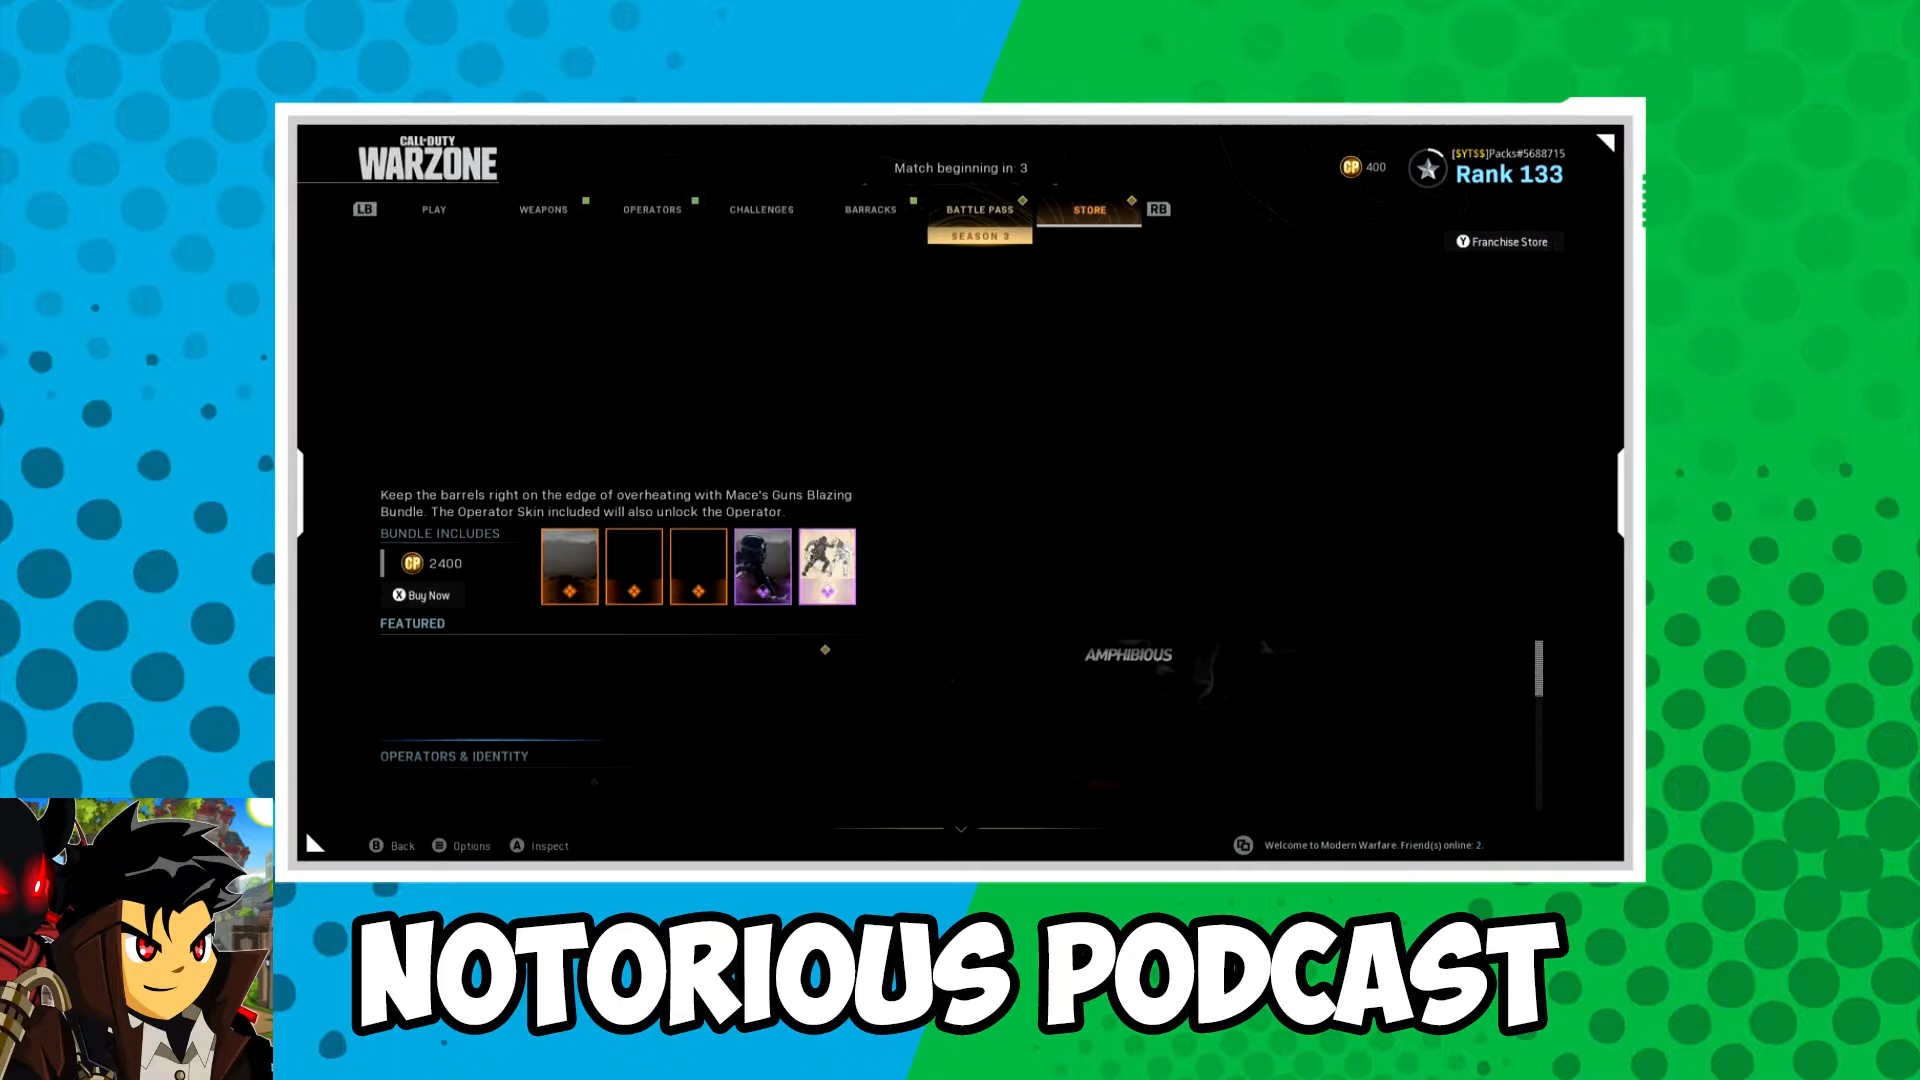 CALL OF DUTY
WARZONE
Match beginning in: 3
CP 400
[$YT$$]Packs#5688715
Rank 133
LB PLAY WEAPONS OPERATORS CHALLENGES BARRACKS BATTLE PASS STORE RB
SEASON 3
Y Franchise Store
Keep the barrels right on the edge of overheating with Mace's Guns Blazing
Bundle. The Operator Skin included will also unlock the Operator.
BUNDLE INCLUDES
CP 2400
X Buy Now
FEATURED
AMPHIBIOUS
OPERATORS & IDENTITY
B Back Options A Inspect
Welcome to Modern Warfare. Friend(s) online: 2.
NOTORIOUS PODCAST